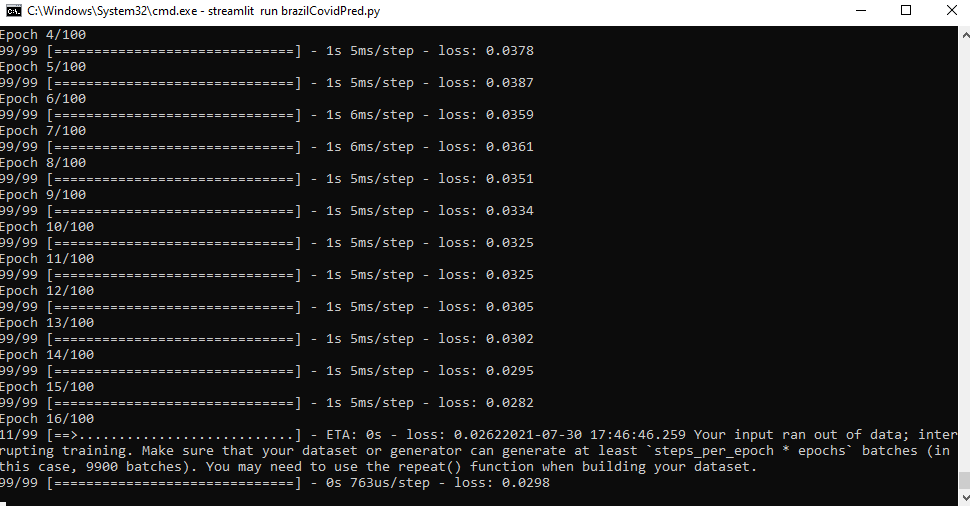 C:\Windows\System32\cmd.exe - streamlit run brazilCovidPred.py
Epoch 4/100
99/99 [==============================] - 1s 5ms/step - loss: 0.0378
Epoch 5/100
99/99 [==============================] - 1s 5ms/step - loss: 0.0387
Epoch 6/100
99/99 [==============================] - 1s 6ms/step - loss: 0.0359
Epoch 7/100
99/99 [==============================] - 1s 6ms/step - loss: 0.0361
Epoch 8/100
99/99 [==============================] - 1s 5ms/step - loss: 0.0351
Epoch 9/100
99/99 [==============================] - 1s 5ms/step - loss: 0.0334
Epoch 10/100
99/99 [==============================] - 1s 5ms/step - loss: 0.0325
Epoch 11/100
99/99 [==============================] - 1s 5ms/step - loss: 0.0325
Epoch 12/100
99/99 [==============================] - 1s 5ms/step - loss: 0.0305
Epoch 13/100
99/99 [==============================] - 1s 5ms/step - loss: 0.0302
Epoch 14/100
99/99 [==============================] - 1s 5ms/step - loss: 0.0295
Epoch 15/100
99/99 [==============================] - 1s 5ms/step - loss: 0.0282
Epoch 16/100
11/99 [==>...........................] - ETA: 0s - loss: 0.02622021-07-30 17:46:46.259 Your input ran out of data; inter
rupting training. Make sure that your dataset or generator can generate at least `steps_per_epoch * epochs` batches (in
this case, 9900 batches). You may need to use the repeat() function when building your dataset.
99/99 [==============================] - 0s 763us/step - loss: 0.0298